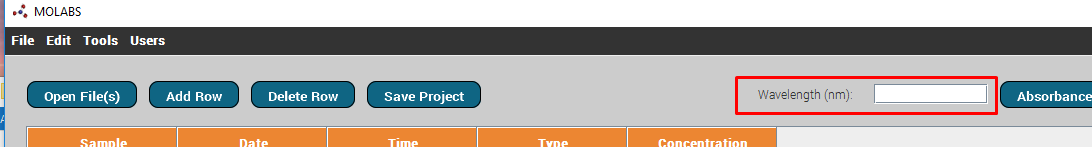 MOLABS
File Edit Tools Users
Open File(s) Add Row Delete Row Save Project Wavelength (nm): Absorbance
Sample Date Time Type Concentration